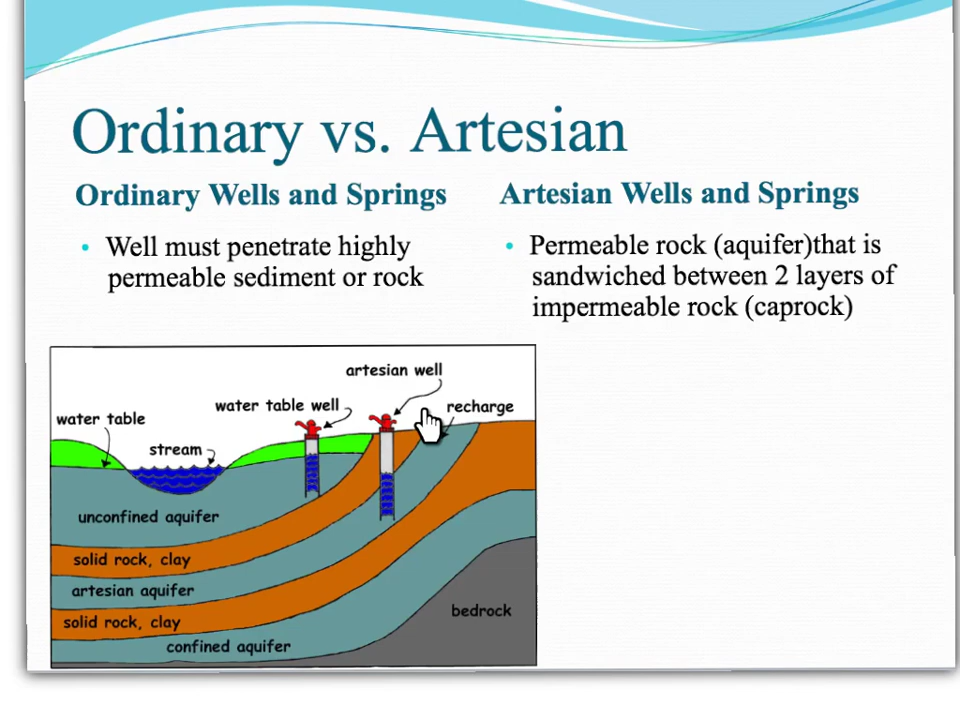 Ordinary vs. Artesian
Ordinary Wells and Springs
• Well must penetrate highly
permeable sediment or rock
Artesian Wells and Springs
• Permeable rock (aquifer)that is
sandwiched between 2 layers of
impermeable rock (caprock)
artesian well
water table well
recharge
water table
stream
unconfined aquifer
solid rock, clay
artesian aquifer
solid rock, clay
confined aquifer
bedrock